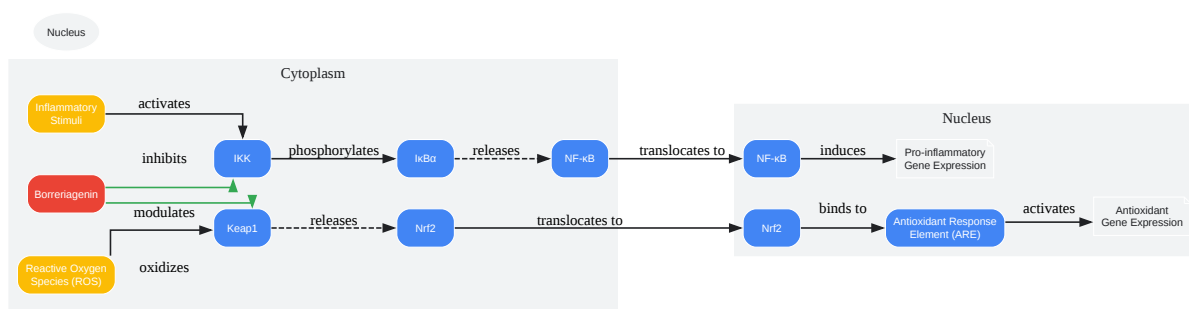 Nucleus
Cytoplasm
Inflammatory
Stimuli
activates
IKK
phosphorylates
IκBα
releases
NF-κB
translocates to
Nucleus
NF-κB
induces
Pro-inflammatory
Gene Expression
inhibits
Borreriagenin
modulates
Keap1
releases
Nrf2
translocates to
Nrf2
binds to
Antioxidant Response
Element (ARE)
activates
Antioxidant
Gene Expression
Reactive Oxygen
Species (ROS)
oxidizes